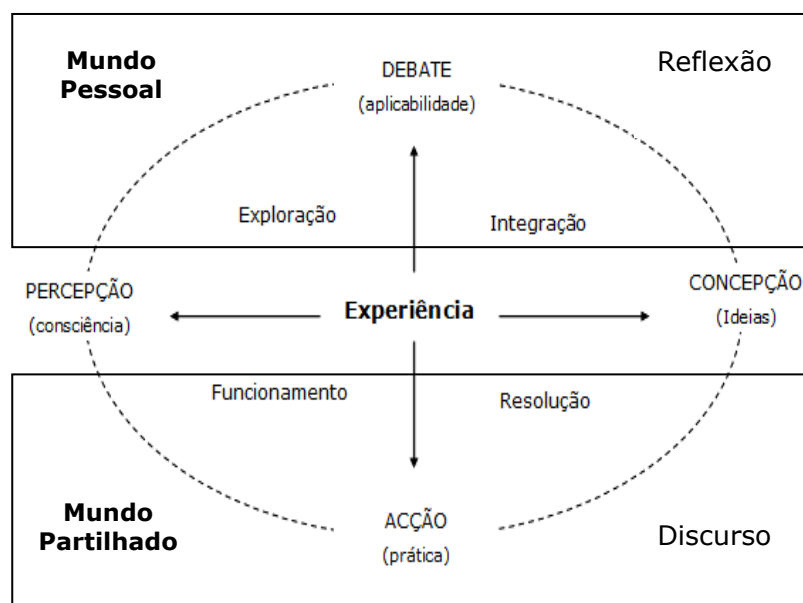 Mundo
Pessoal
DEBATE
(aplicabilidade)
Reflexão
Exploração
Integração
PERCEPÇÃO
(consciência)
Experiência
CONCEPÇÃO
(Ideias)
Funcionamento
Resolução
Mundo
Partilhado
ACÇÃO
(prática)
Discurso